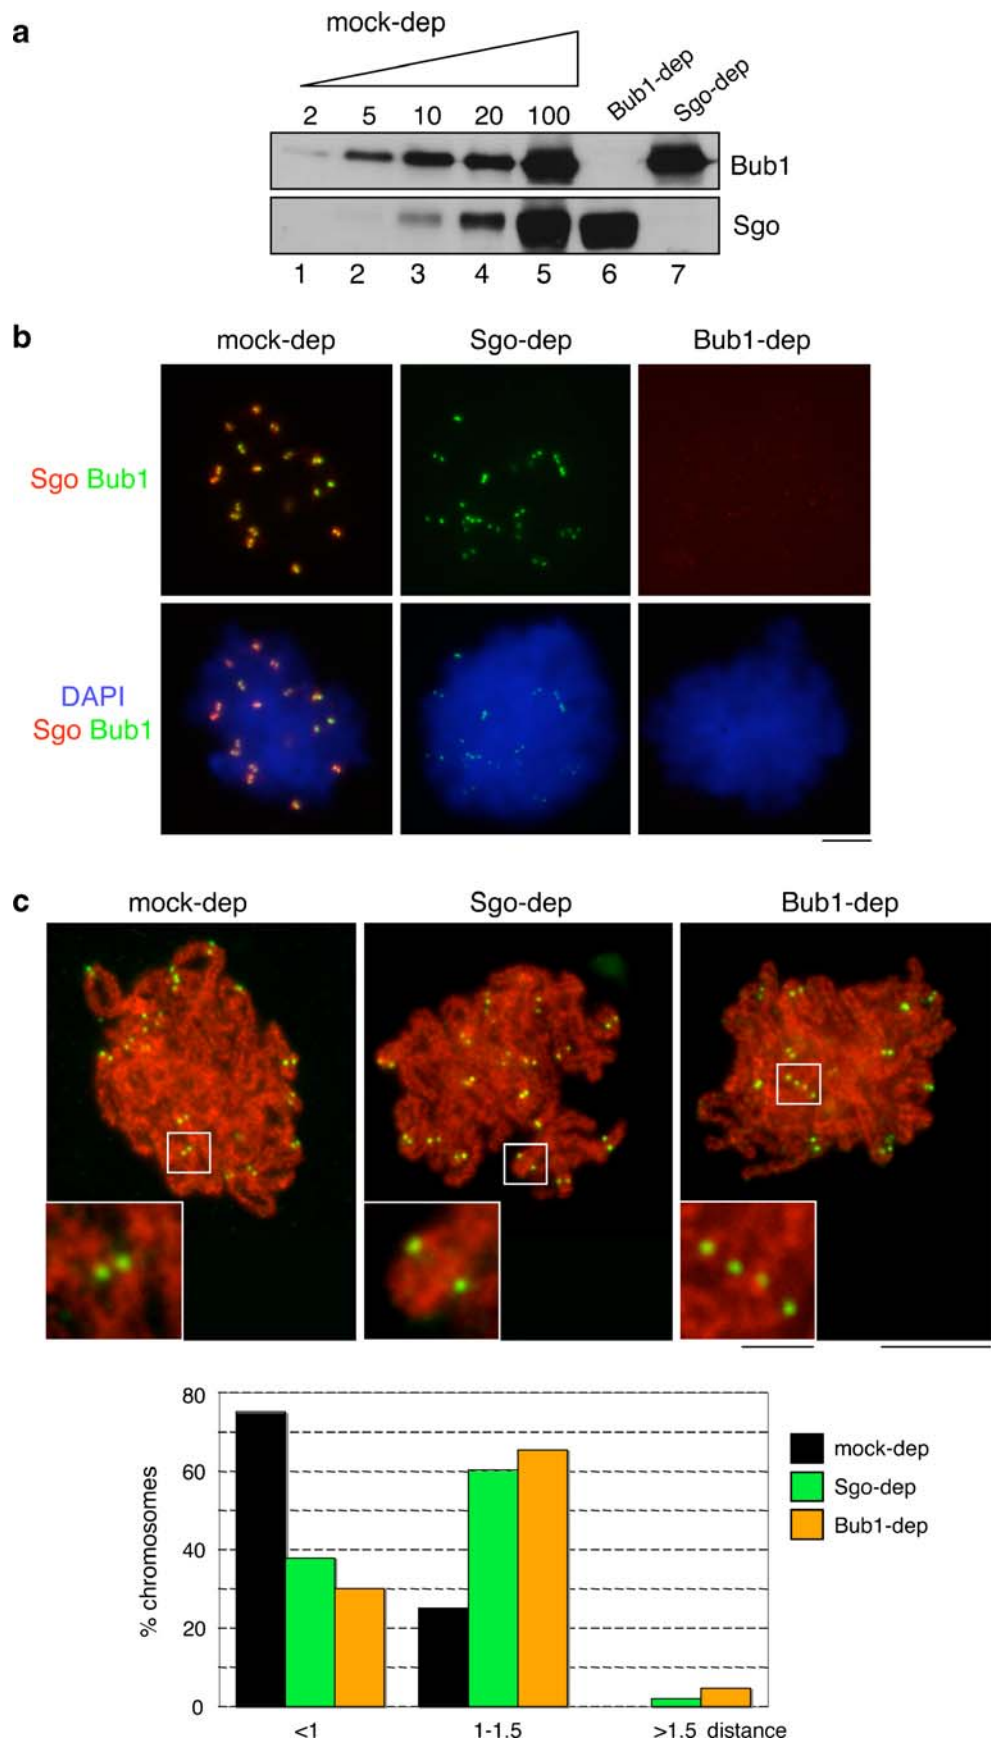 a
mock-dep
2 5 10 20 100 Bub1-dep Sgo-dep
Bub1
Sgo
1 2 3 4 5 6 7
b
mock-dep Sgo-dep Bub1-dep
Sgo Bub1
DAPI
Sgo Bub1
c
mock-dep Sgo-dep Bub1-dep
80
60
40
20
0
% chromosomes
mock-dep
Sgo-dep
Bub1-dep
<1 1-1.5 >1.5 distance